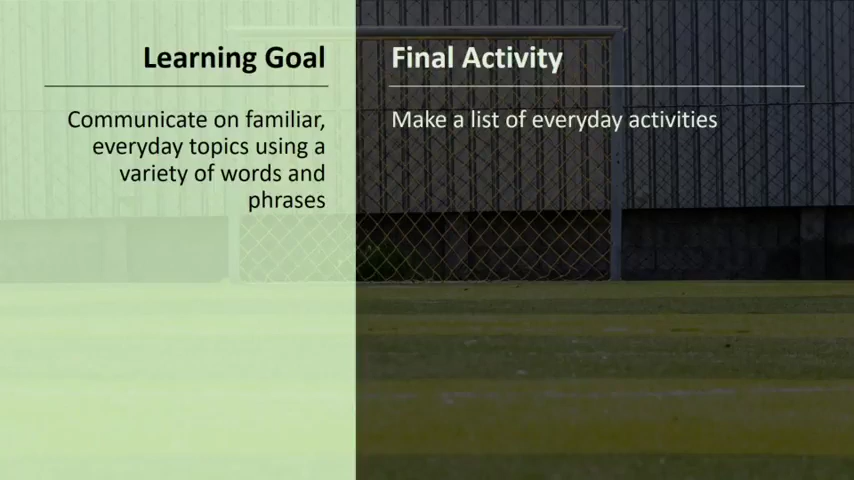 Learning Goal
Communicate on familiar,
everyday topics using a
variety of words and
phrases
Final Activity
Make a list of everyday activities